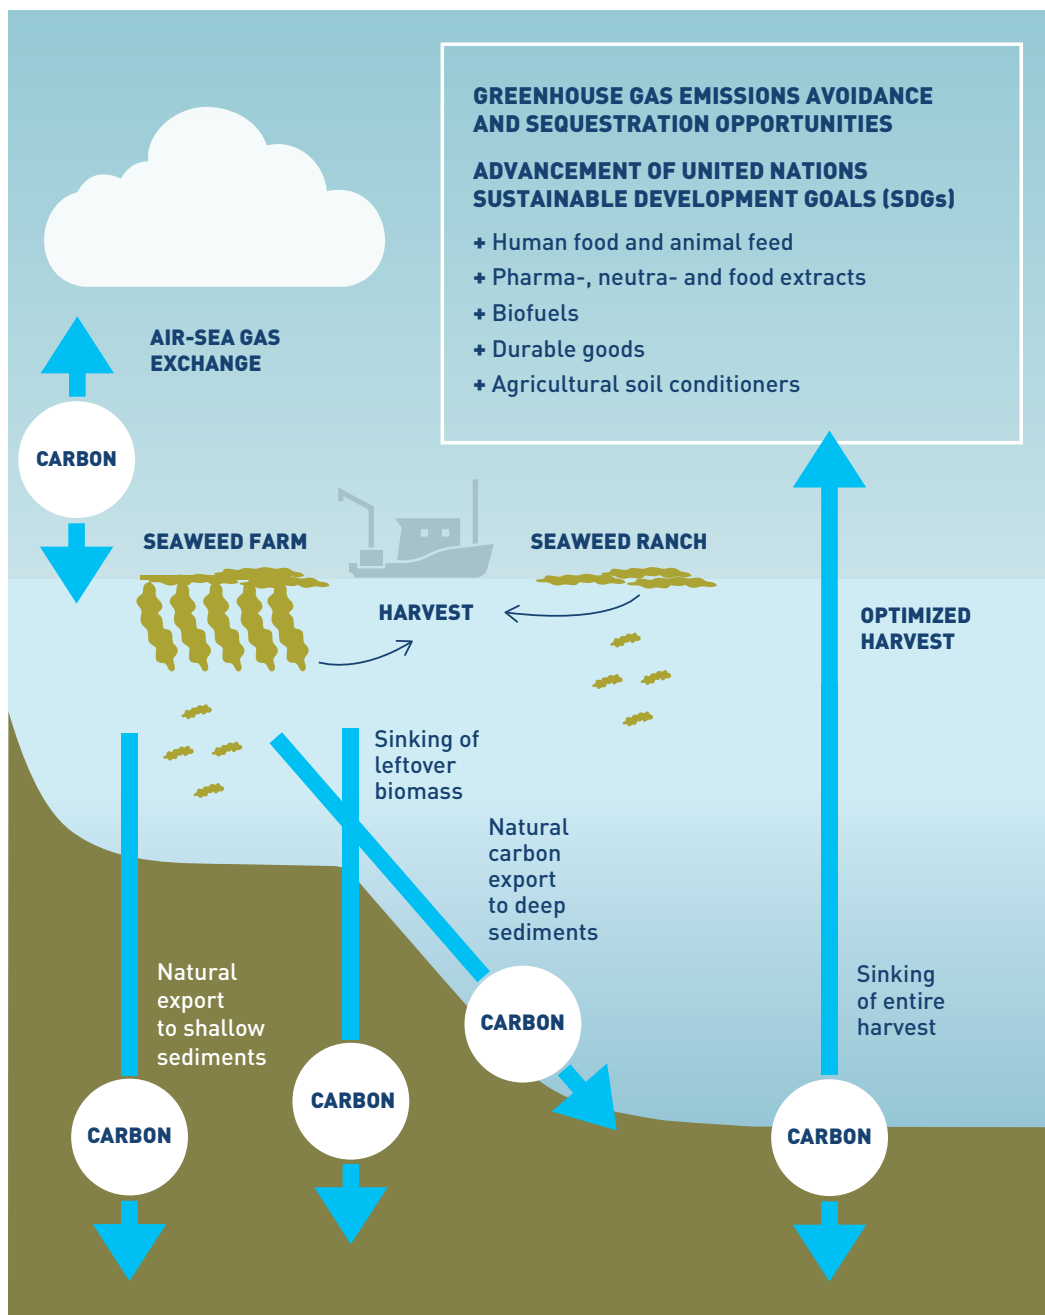 GREENHOUSE GAS EMISSIONS AVOIDANCE
AND SEQUESTRATION OPPORTUNITIES
ADVANCEMENT OF UNITED NATIONS
SUSTAINABLE DEVELOPMENT GOALS (SDGs)
+ Human food and animal feed
+ Pharma-, neutra- and food extracts
+ Biofuels
+ Durable goods
+ Agricultural soil conditioners
AIR-SEA GAS
EXCHANGE
CARBON
SEAWEED FARM
SEAWEED RANCH
HARVEST
OPTIMIZED
HARVEST
Sinking of
leftover
biomass
Natural
carbon
export
to deep
sediments
Natural
export
to shallow
sediments
Sinking
of entire
harvest
CARBON
CARBON
CARBON
CARBON